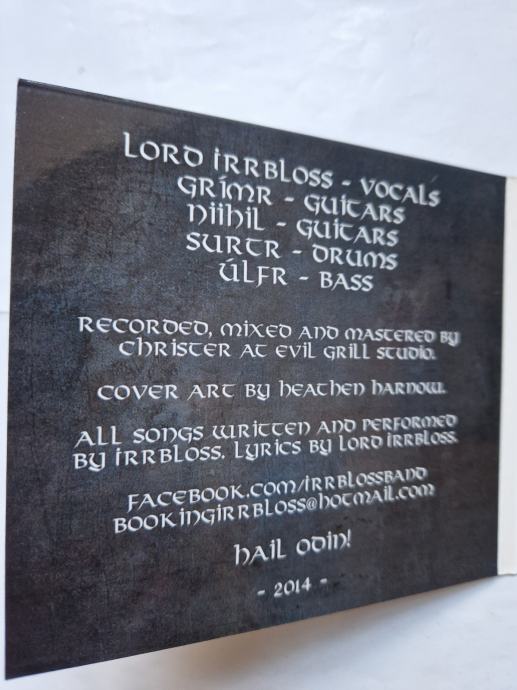 LORD IRRBLOSS - VOCALS
GRÍMR - GUITARS
NIIHIL - GUITARS
SURTR - DRUMS
ÚLFR - BASS
RECORDED, MIXED AND MASTERED BY
CHRISTER AT EVIL GRILL STUDIO.
COVER ART BY HEATHEN HARNOW.
ALL SONGS WRITTEN AND PERFORMED
BY IRRBLOSS. LYRICS BY LORD IRRBLOSS.
FACEBOOK.COM/IRRBLOSSBAND
BOOKINGIRRBLOSS@HOTMAIL.COM
HAIL ODIN!
- 2014 -